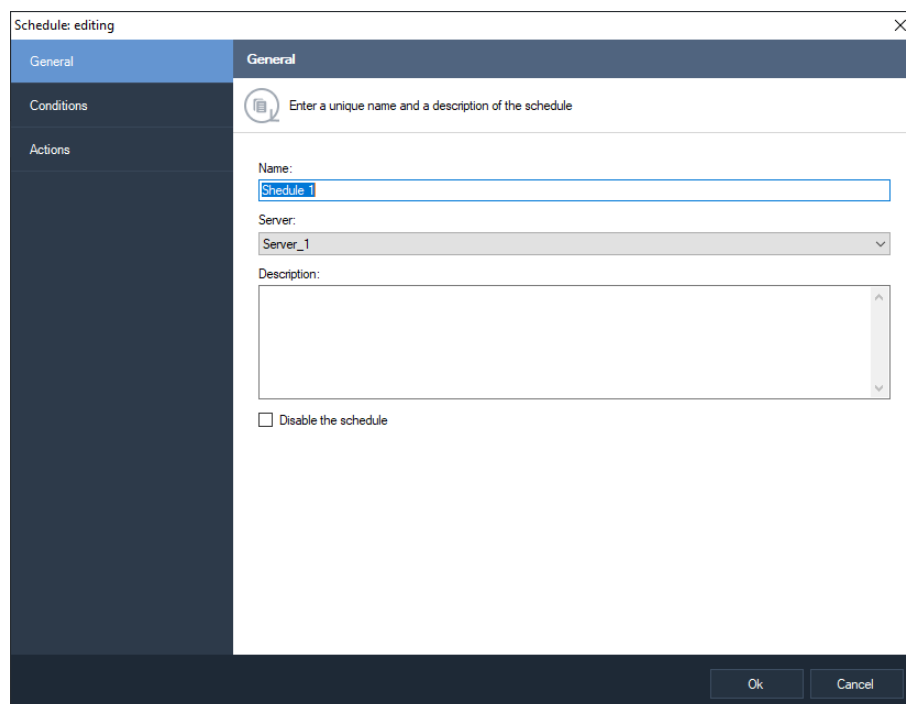 Schedule: editing
General
Conditions
Actions
General
Enter a unique name and a description of the schedule
Name:
Shedule 1
Server:
Server_1
Description:
Disable the schedule
Ok
Cancel